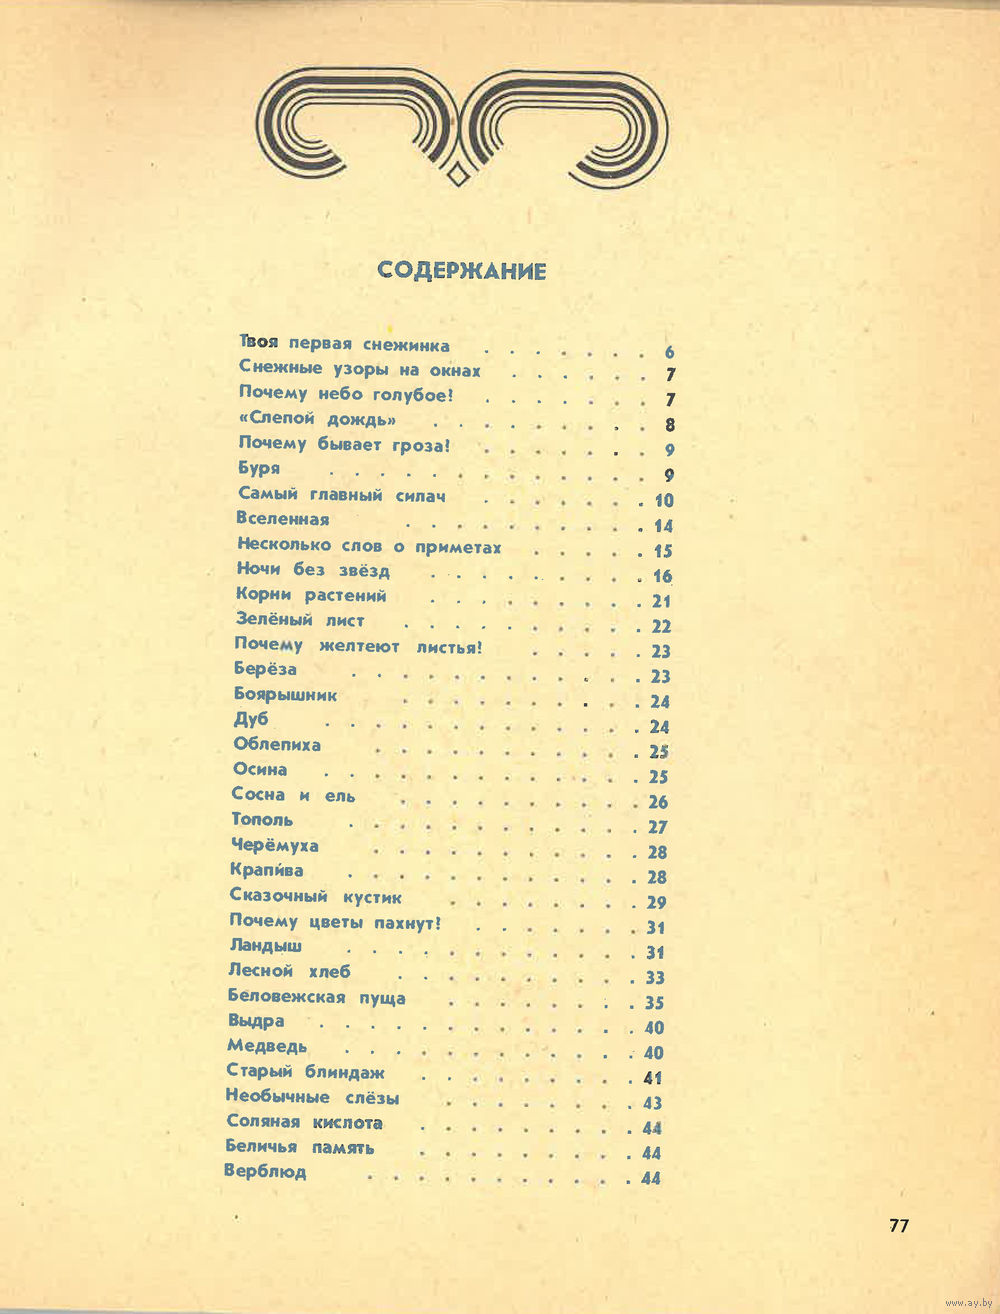 СОДЕРЖАНИЕ
Твоя первая снежинка . . . . . . . 6
Снежные узоры на окнах . . . . . . 7
Почему небо голубое? . . . . . . . 7
«Слепой дождь» . . . . . . . . . 8
Почему бывает гроза? . . . . . . . 9
Буря . . . . . . . . . . . . . 9
Самый главный силач . . . . . . . 10
Вселенная . . . . . . . . . . 14
Несколько слов о приметах . . . . . 15
Ночи без звёзд . . . . . . . . . 16
Корни растений . . . . . . . . . 21
Зелёный лист . . . . . . . . . . 22
Почему желтеют листья? . . . . . 23
Берёза . . . . . . . . . . . . 23
Боярышник . . . . . . . . . . 24
Дуб . . . . . . . . . . . . . 24
Облепиха . . . . . . . . . . . 25
Осина . . . . . . . . . . . . . 25
Сосна и ель . . . . . . . . . . 26
Тополь . . . . . . . . . . . . 27
Черёмуха . . . . . . . . . . . 28
Крапива . . . . . . . . . . . . 28
Сказочный кустик . . . . . . . . 29
Почему цветы пахнут? . . . . . . . 31
Ландыш . . . . . . . . . . . . 31
Лесной хлеб . . . . . . . . . . 33
Беловежская пуща . . . . . . . . 35
Выдра . . . . . . . . . . . . . 40
Медведь . . . . . . . . . . . . 40
Старый блиндаж . . . . . . . . . 41
Необычные слёзы . . . . . . . . 43
Соляная кислота . . . . . . . . . 44
Беличья память . . . . . . . . . 44
Верблюд . . . . . . . . . . . 44
77
www.ay.by